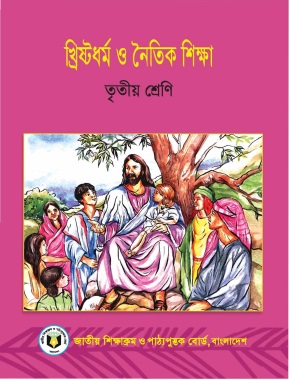 খ্রিষ্টধর্ম ও নৈতিক শিক্ষা
তৃতীয় শ্রেণি
জাতীয় শিক্ষাক্রম ও পাঠ্যপুস্তক বোর্ড, বাংলাদেশ